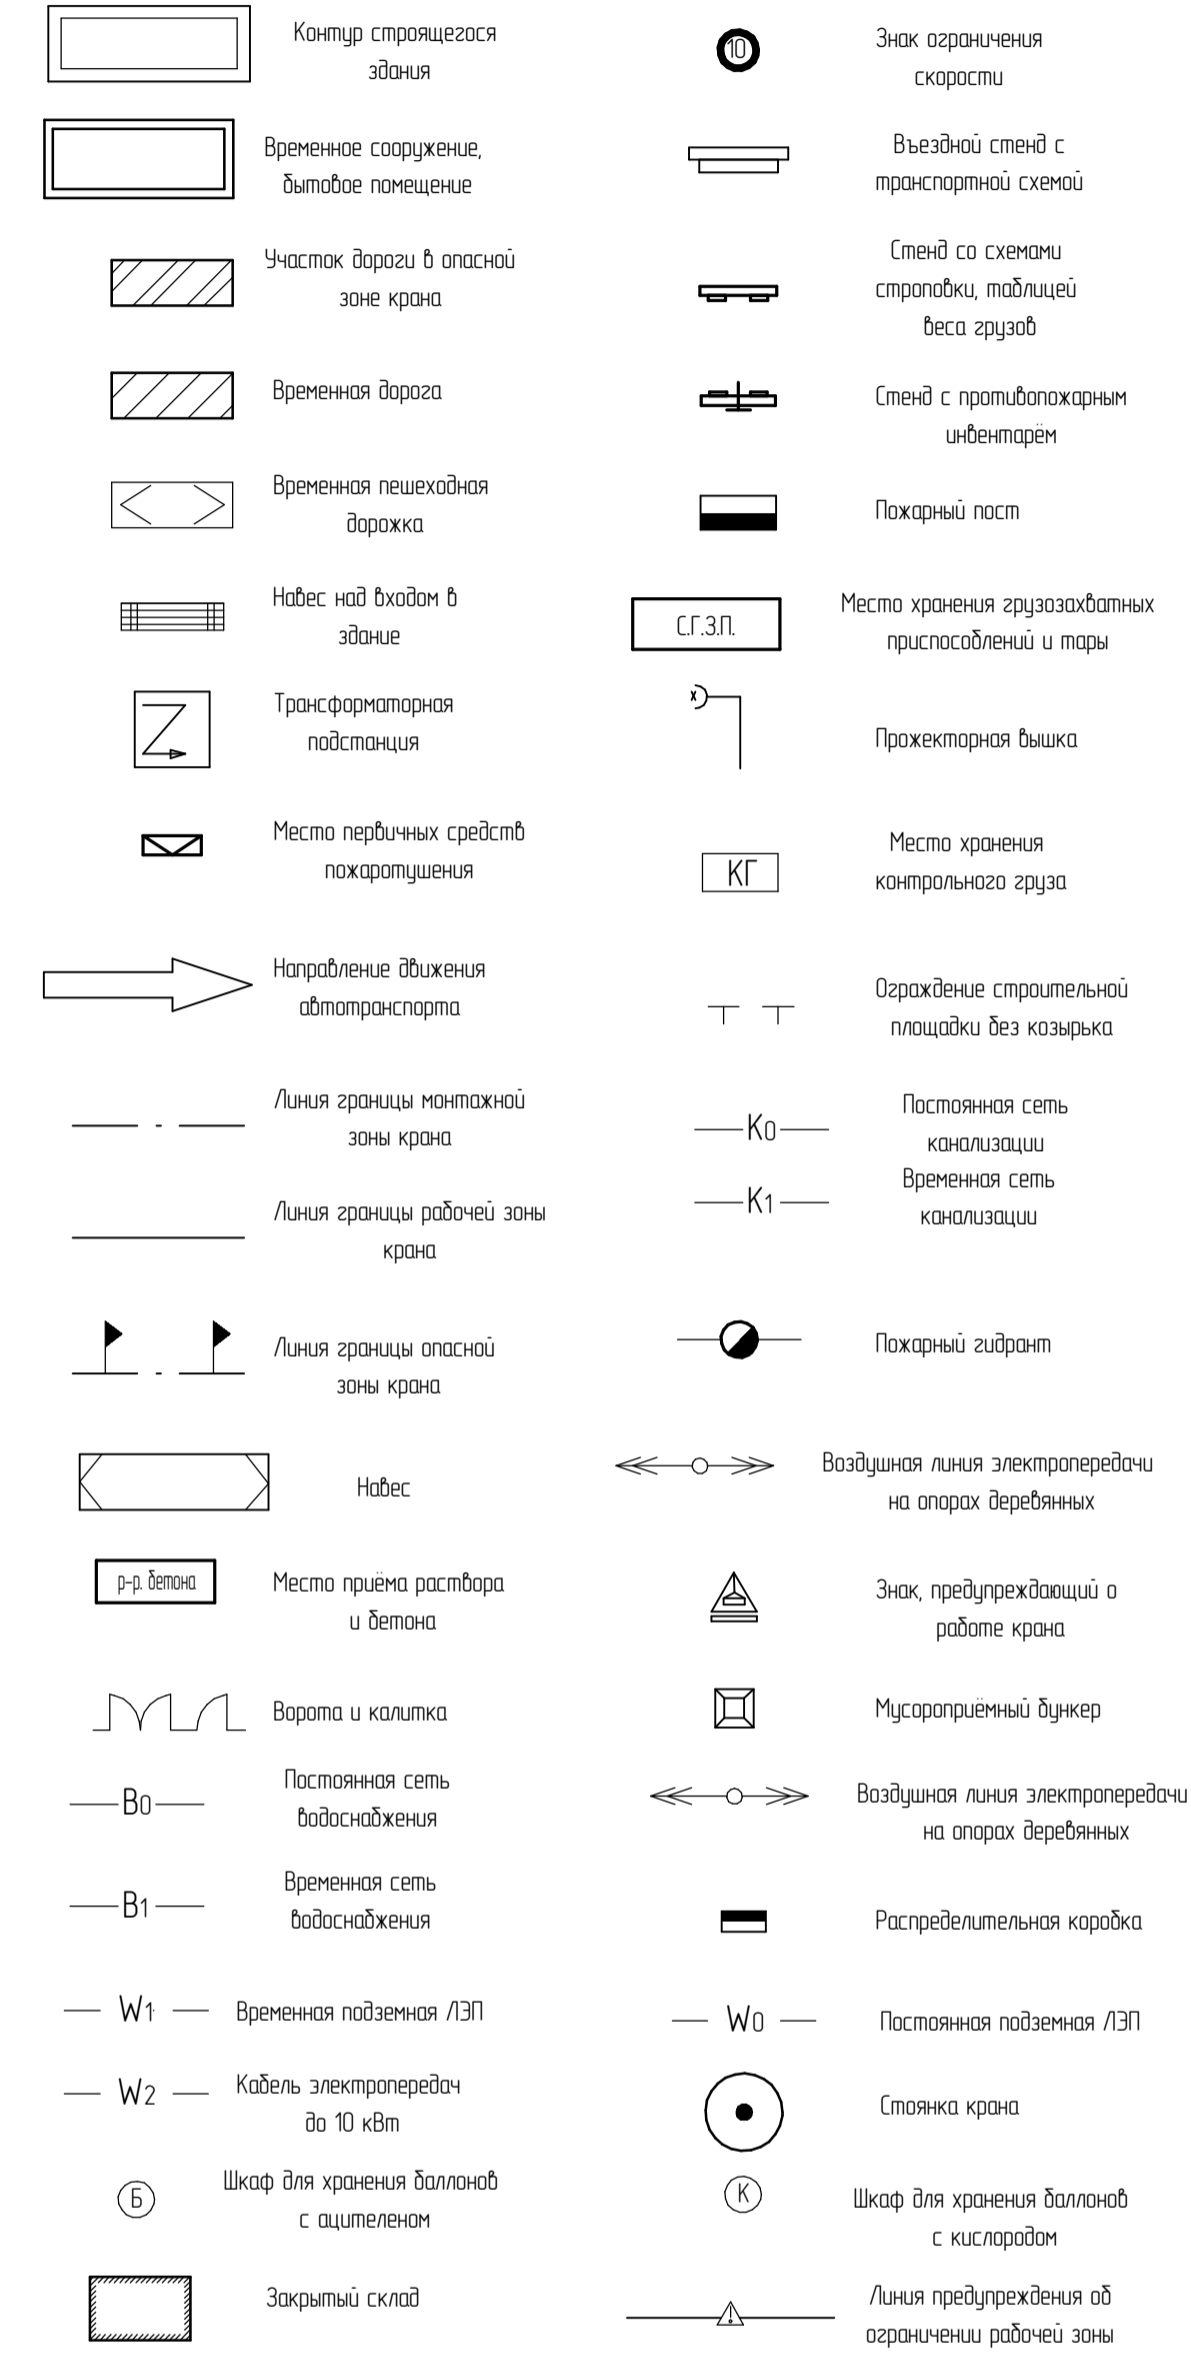 Контур строящегося
здания
Временное сооружение,
бытовое помещение
Участок дороги в опасной
зоне крана
Временная дорога
Временная пешеходная
дорожка
Навес над входом в
здание
Трансформаторная
подстанция
Место первичных средств
пожаротушения
Направление движения
автотранспорта
Линия границы монтажной
зоны крана
Линия границы рабочей зоны
крана
Линия границы опасной
зоны крана
Навес
р-р. бетона
Место приёма раствора
и бетона
Ворота и калитка
В0
Постоянная сеть
водоснабжения
В1
Временная сеть
водоснабжения
W1
Временная подземная ЛЭП
W2
Кабель электропередач
до 10 кВт
Б
Шкаф для хранения баллонов
с ацителеном
Закрытый склад
10
Знак ограничения
скорости
Въездной стенд с
транспортной схемой
Стенд со схемами
строповки, таблицей
веса грузов
Стенд с противопожарным
инвентарём
Пожарный пост
С.Г.З.П.
Место хранения грузозахватных
приспособлений и тары
х
Прожекторная вышка
КГ
Место хранения
контрольного груза
Ограждение строительной
площадки без козырька
К0
Постоянная сеть
канализации
К1
Временная сеть
канализации
Пожарный гидрант
Воздушная линия электропередачи
на опорах деревянных
Знак, предупреждающий о
работе крана
Мусороприёмный бункер
Воздушная линия электропередачи
на опорах деревянных
Распределительная коробка
W0
Постоянная подземная ЛЭП
Стоянка крана
К
Шкаф для хранения баллонов
с кислородом
!
Линия предупреждения об
ограничении рабочей зоны